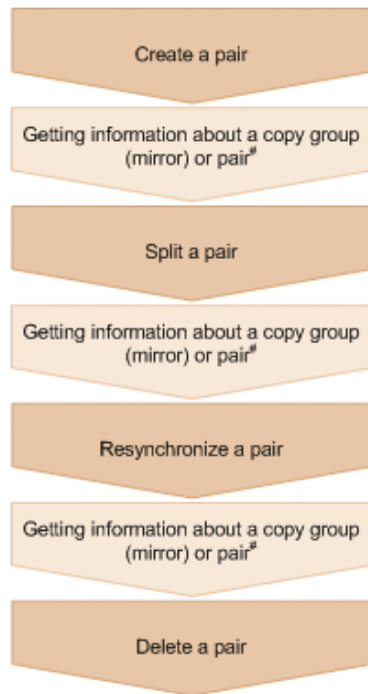 Create a pair
Getting information about a copy group
(mirror) or pair#
Split a pair
Getting information about a copy group
(mirror) or pair#
Resynchronize a pair
Getting information about a copy group
(mirror) or pair#
Delete a pair